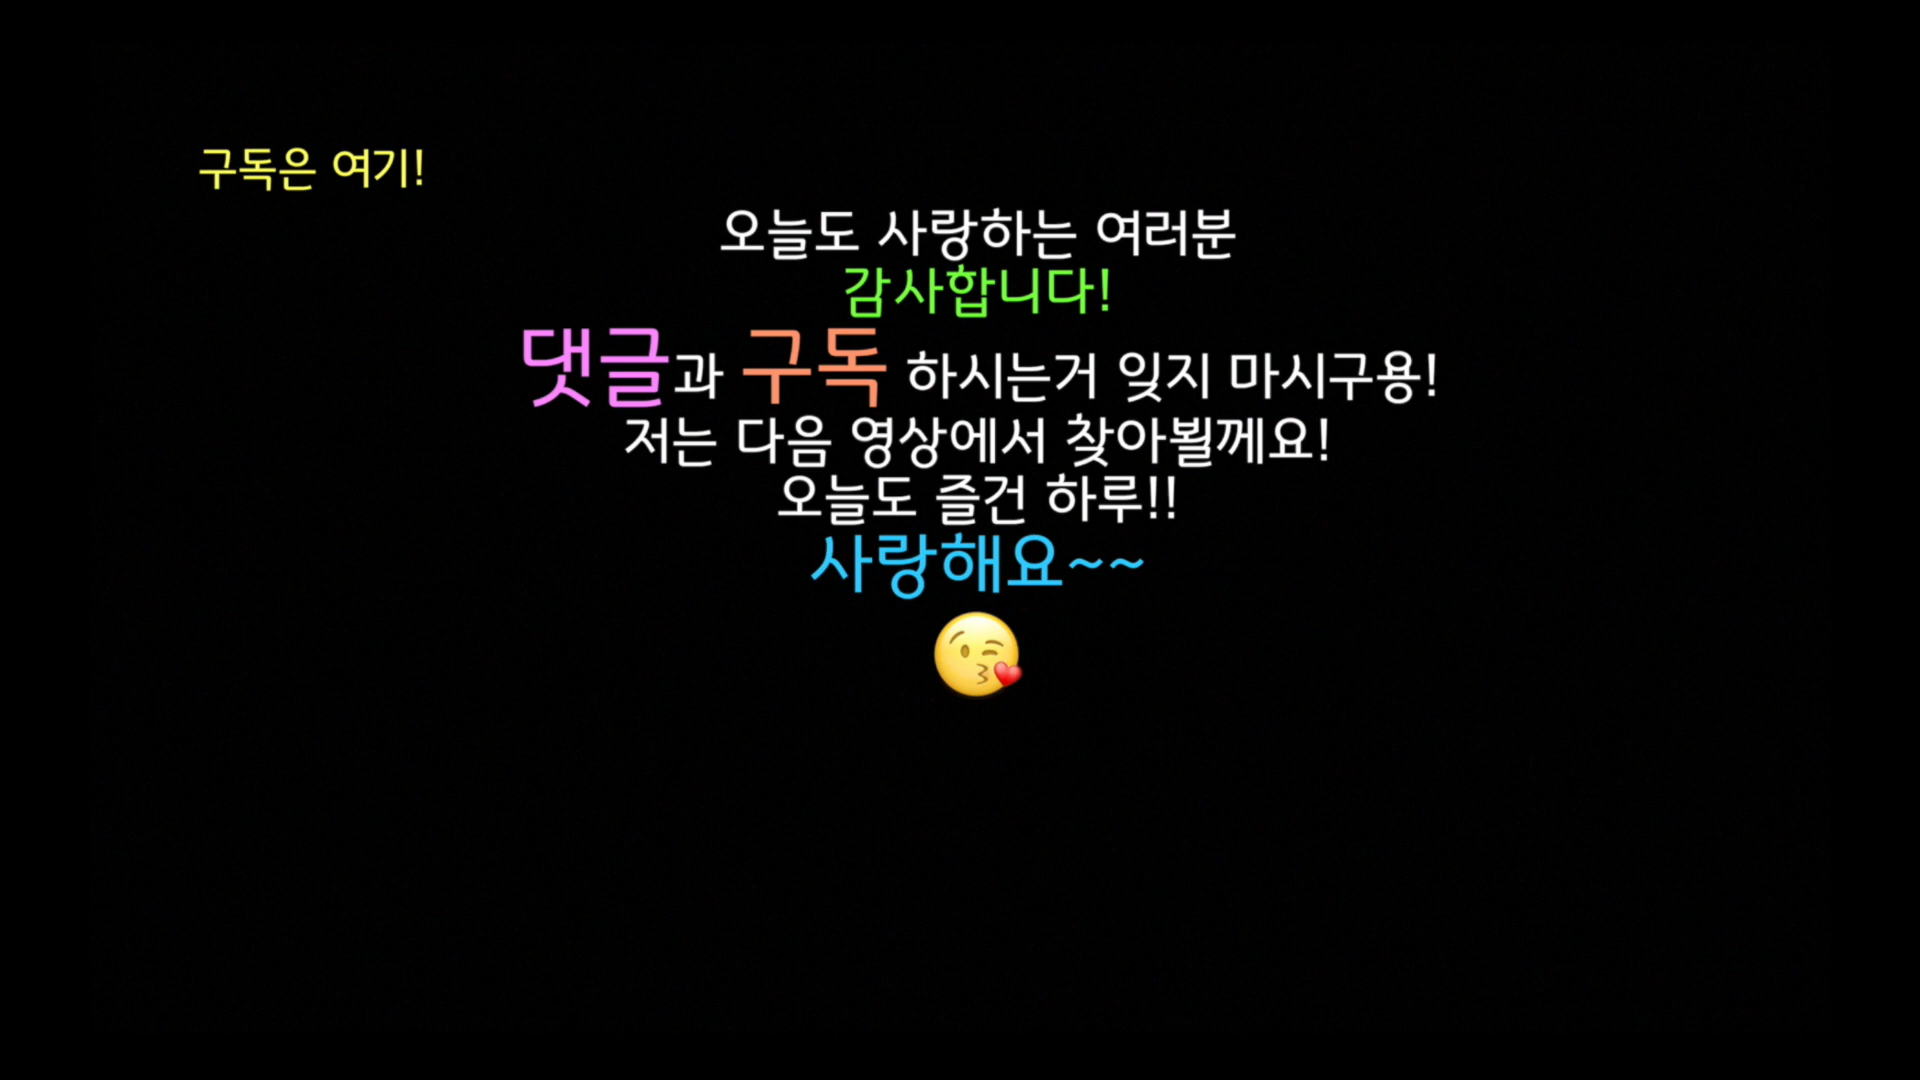 구독은 여기!
오늘도 사랑하는 여러분
감사합니다!
댓글과 구독 하시는거 잊지 마시구용!
저는 다음 영상에서 찾아뵐께요!
오늘도 즐건 하루!!
사랑해요~~